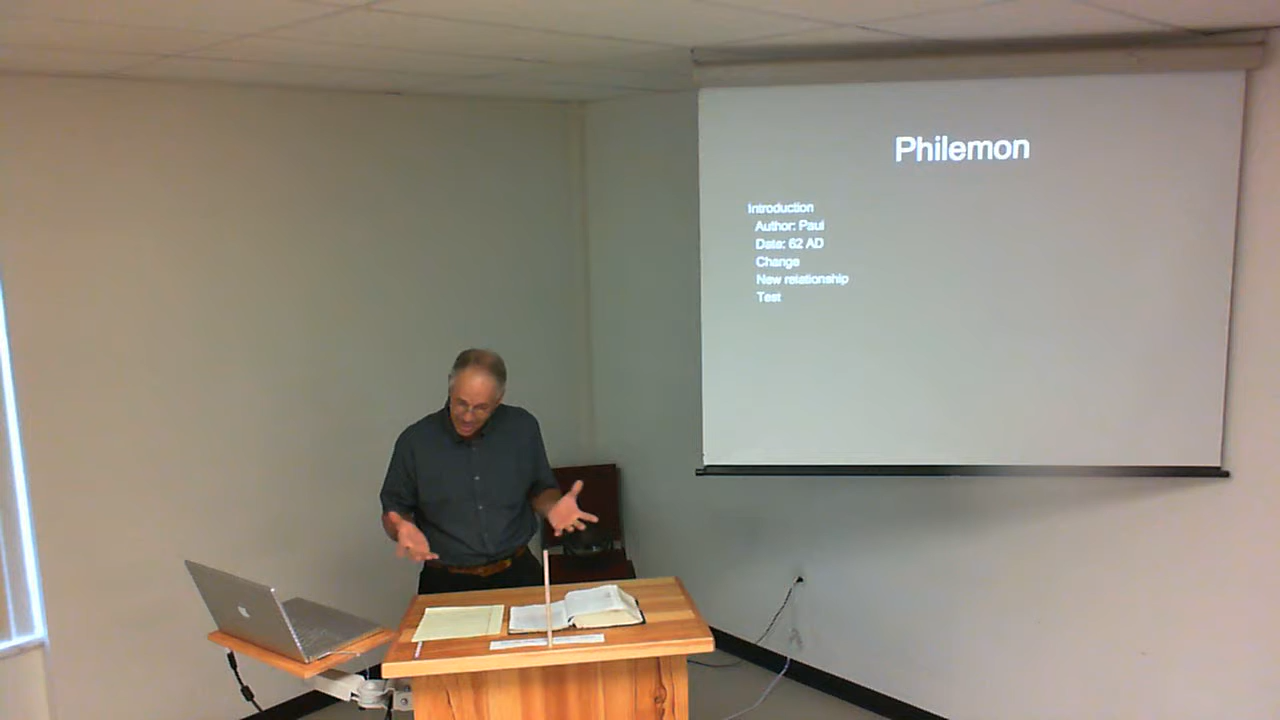 Philemon
Introduction
Author: Paul
Date: 62 AD
Change
New relationship
Test